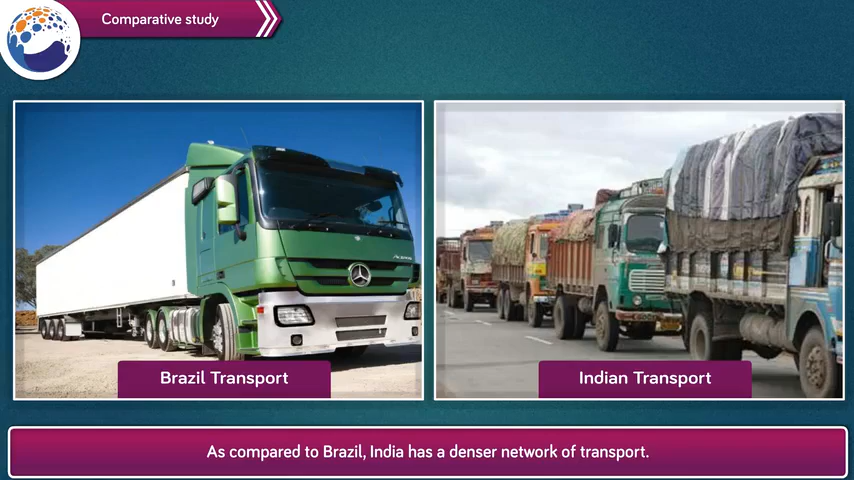 Comparative study
Brazil Transport
Indian Transport
As compared to Brazil, India has a denser network of transport.